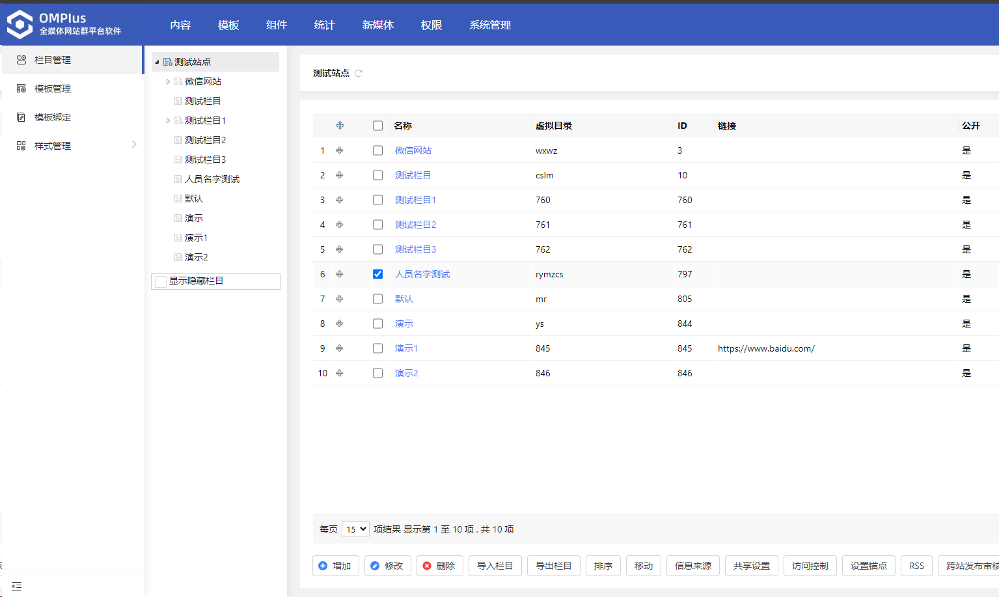 OMPlus
全媒体网站群平台软件
内容 模板 组件 统计 新媒体 权限 系统管理
栏目管理
模板管理
模板绑定
样式管理
测试站点
微信网站
测试栏目
测试栏目1
测试栏目2
测试栏目3
人员名字测试
默认
演示
演示1
演示2
显示隐藏栏目
测试站点
名称 虚拟目录 ID 链接 公开
1 微信网站 wxwz 3 是
2 测试栏目 cslm 10 是
3 测试栏目1 760 760 是
4 测试栏目2 761 761 是
5 测试栏目3 762 762 是
6 人员名字测试 rymzcs 797 是
7 默认 mr 805 是
8 演示 ys 844 是
9 演示1 845 845 https://www.baidu.com/ 是
10 演示2 846 846 是
每页 15 项结果 显示第 1 至 10 项 , 共 10 项
增加 修改 删除 导入栏目 导出栏目 排序 移动 信息来源 共享设置 访问控制 设置锚点 RSS 跨站发布审核